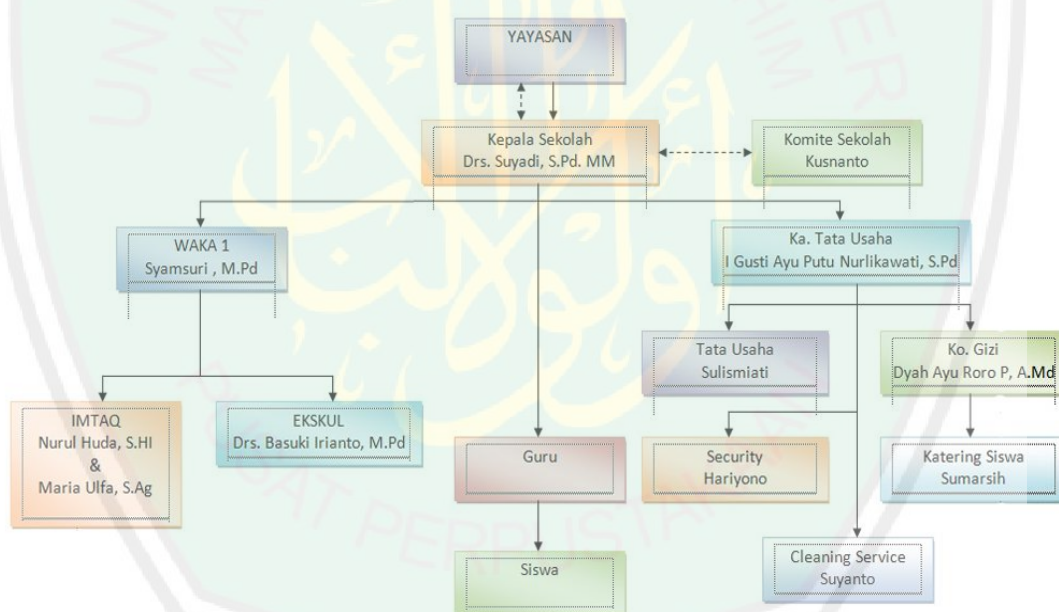 YAYASAN
Kepala Sekolah
Drs. Suyadi, S.Pd. MM
Komite Sekolah
Kusnanto
WAKA 1
Syamsuri , M.Pd
Ka. Tata Usaha
I Gusti Ayu Putu Nurlikawati, S.Pd
Tata Usaha
Sulismiati
Ko. Gizi
Dyah Ayu Roro P, A.Md
IMTAQ
Nurul Huda, S.HI
&
Maria Ulfa, S.Ag
EKSKUL
Drs. Basuki Irianto, M.Pd
Guru
Security
Hariyono
Katering Siswa
Sumarsih
Siswa
Cleaning Service
Suyanto
PUSAT PERPUSTAKAAN